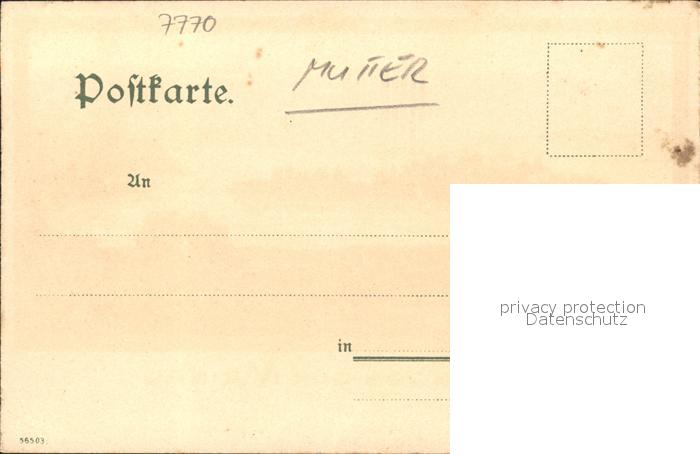 7770
MUTTER
Postkarte.
An
privacy protection
Datenschutz
in
56503